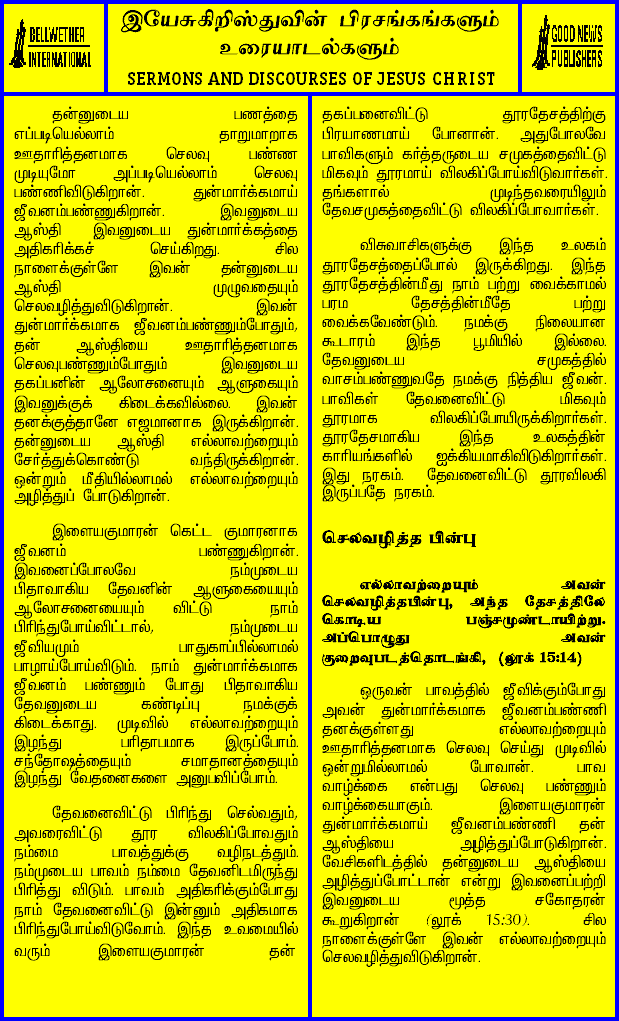 BELLWETHER
INTERNATIONAL
இயேசுகிறிஸ்துவின் பிரசங்கங்களும்
உரையாடல்களும்
SERMONS AND DISCOURSES OF JESUS CHRIST
GOOD NEWS
PUBLISHERS
தன்னுடைய பணத்தை
எப்படியெல்லாம் தாறுமாறாக
ஊதாரித்தனமாக செலவு பண்ண
முடியுமோ அப்படியெல்லாம் செலவு
பண்ணிவிடுகிறான். துன்மார்க்கமாய்
ஜீவனம்பண்ணுகிறான். இவனுடைய
ஆஸ்தி இவனுடைய துன்மார்க்கத்தை
அதிகரிக்கச் செய்கிறது. சில
நாளைக்குள்ளே இவன் தன்னுடைய
ஆஸ்தி முழுவதையும்
செலவழித்துவிடுகிறான். இவன்
துன்மார்க்கமாக ஜீவனம்பண்ணும்போதும்,
தன் ஆஸ்தியை ஊதாரித்தனமாக
செலவுபண்ணும்போதும் இவனுடைய
தகப்பனின் ஆலோசனையும் ஆளுகையும்
இவனுக்குக் கிடைக்கவில்லை. இவன்
தனக்குத்தானே எஜமானாக இருக்கிறான்.
தன்னுடைய ஆஸ்தி எல்லாவற்றையும்
சேர்த்துக்கொண்டு வந்திருக்கிறான்.
ஒன்றும் மீதியில்லாமல் எல்லாவற்றையும்
அழித்துப் போடுகிறான்.
இளையகுமாரன் கெட்ட குமாரனாக
ஜீவனம் பண்ணுகிறான்.
இவனைப்போலவே நம்முடைய
பிதாவாகிய தேவனின் ஆளுகையையும்
ஆலோசனையையும் விட்டு நாம்
பிரிந்துபோய்விட்டால், நம்முடைய
ஜீவியமும் பாதுகாப்பில்லாமல்
பாழாய்போய்விடும். நாம் துன்மார்க்கமாக
ஜீவனம் பண்ணும் போது பிதாவாகிய
தேவனுடைய கண்டிப்பு நமக்குக்
கிடைக்காது. முடிவில் எல்லாவற்றையும்
இழந்து பரிதாபமாக இருப்போம்.
சந்தோஷத்தையும் சமாதானத்தையும்
இழந்து வேதனைகளை அனுபவிப்போம்.
தேவனைவிட்டு பிரிந்து செல்வதும்,
அவரைவிட்டு தூர விலகிப்போவதும்
நம்மை பாவத்துக்கு வழிநடத்தும்.
நம்முடைய பாவம் நம்மை தேவனிடமிருந்து
பிரித்து விடும். பாவம் அதிகரிக்கும்போது
நாம் தேவனைவிட்டு இன்னும் அதிகமாக
பிரிந்துபோய்விடுவோம். இந்த உவமையில்
வரும் இளையகுமாரன் தன்
தகப்பனைவிட்டு தூரதேசத்திற்கு
பிரயாணமாய் போனான். அதுபோலவே
பாவிகளும் கர்த்தருடைய சமுகத்தைவிட்டு
மிகவும் தூரமாய் விலகிப்போய்விடுவார்கள்.
தங்களால் முடிந்தவரையிலும்
தேவசமுகத்தைவிட்டு விலகிப்போவார்கள்.
விசுவாசிகளுக்கு இந்த உலகம்
தூரதேசத்தைப்போல் இருக்கிறது. இந்த
தூரதேசத்தின்மீது நாம் பற்று வைக்காமல்
பரம தேசத்தின்மீதே பற்று
வைக்கவேண்டும். நமக்கு நிலையான
கூடாரம் இந்த பூமியில் இல்லை.
தேவனுடைய சமுகத்தில்
வாசம்பண்ணுவதே நமக்கு நித்திய ஜீவன்.
பாவிகள் தேவனைவிட்டு மிகவும்
தூரமாக விலகிப்போயிருக்கிறார்கள்.
தூரதேசமாகிய இந்த உலகத்தின்
காரியங்களில் ஐக்கியமாகிவிடுகிறார்கள்.
இது நரகம். தேவனைவிட்டு தூரவிலகி
இருப்பதே நரகம்.
செலவழித்த பின்பு
எல்லாவற்றையும் அவன்
செலவழித்தபின்பு, அந்த தேசத்திலே
கொடிய பஞ்சமுண்டாயிற்று.
அப்பொழுது அவன்
குறைவுபடத்தொடங்கி, (லூக் 15:14)
ஒருவன் பாவத்தில் ஜீவிக்கும்போது
அவன் துன்மார்க்கமாக ஜீவனம்பண்ணி
தனக்குள்ளது எல்லாவற்றையும்
ஊதாரித்தனமாக செலவு செய்து முடிவில்
ஒன்றுமில்லாமல் போவான். பாவ
வாழ்க்கை என்பது செலவு பண்ணும்
வாழ்க்கையாகும். இளையகுமாரன்
துன்மார்க்கமாய் ஜீவனம்பண்ணி தன்
ஆஸ்தியை அழித்துப்போடுகிறான்.
வேசிகளிடத்தில் தன்னுடைய ஆஸ்தியை
அழித்துப்போட்டான் என்று இவனைப்பற்றி
இவனுடைய மூத்த சகோதரன்
கூறுகிறான் (லூக் 15:30). சில
நாளைக்குள்ளே இவன் எல்லாவற்றையும்
செலவழித்துவிடுகிறான்.